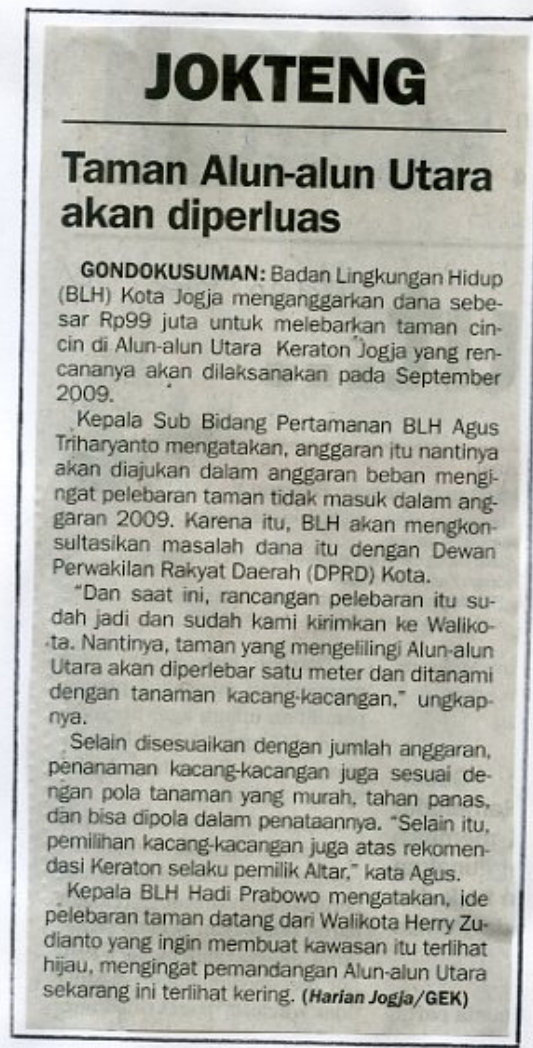 JOKTENG
Taman Alun-alun Utara
akan diperluas
GONDOKUSUMAN: Badan Lingkungan Hidup
(BLH) Kota Jogja menganggarkan dana sebe-
sar Rp99 juta untuk melebarkan taman cin-
cin di Alun-alun Utara Keraton Jogja yang ren-
cananya akan dilaksanakan pada September
2009.
Kepala Sub Bidang Pertamanan BLH Agus
Triharyanto mengatakan, anggaran itu nantinya
akan diajukan dalam anggaran beban mengi-
ngat pelebaran taman tidak masuk dalam ang-
garan 2009. Karena itu, BLH akan mengkon-
sultasikan masalah dana itu dengan Dewan
Perwakilan Rakyat Daerah (DPRD) Kota.
"Dan saat ini, rancangan pelebaran itu su-
dah jadi dan sudah kami kirimkan ke Waliko-
ta. Nantinya, taman yang mengelilingi Alun-alun
Utara akan diperlebar satu meter dan ditanami
dengan tanaman kacang-kacangan," ungkap-
nya.
Selain disesuaikan dengan jumlah anggaran,
penanaman kacang-kacangan juga sesuai de-
ngan pola tanaman yang murah, tahan panas,
dan bisa dipola dalam penataannya. "Selain itu,
pemilihan kacang-kacangan juga atas rekomen-
dasi Keraton selaku pemilik Altar," kata Agus.
Kepala BLH Hadi Prabowo mengatakan, ide
pelebaran taman datang dari Walikota Herry Zu-
dianto yang ingin membuat kawasan itu terlihat
hijau, mengingat pemandangan Alun-alun Utara
sekarang ini terlihat kering. (Harian Jogja/GEK)